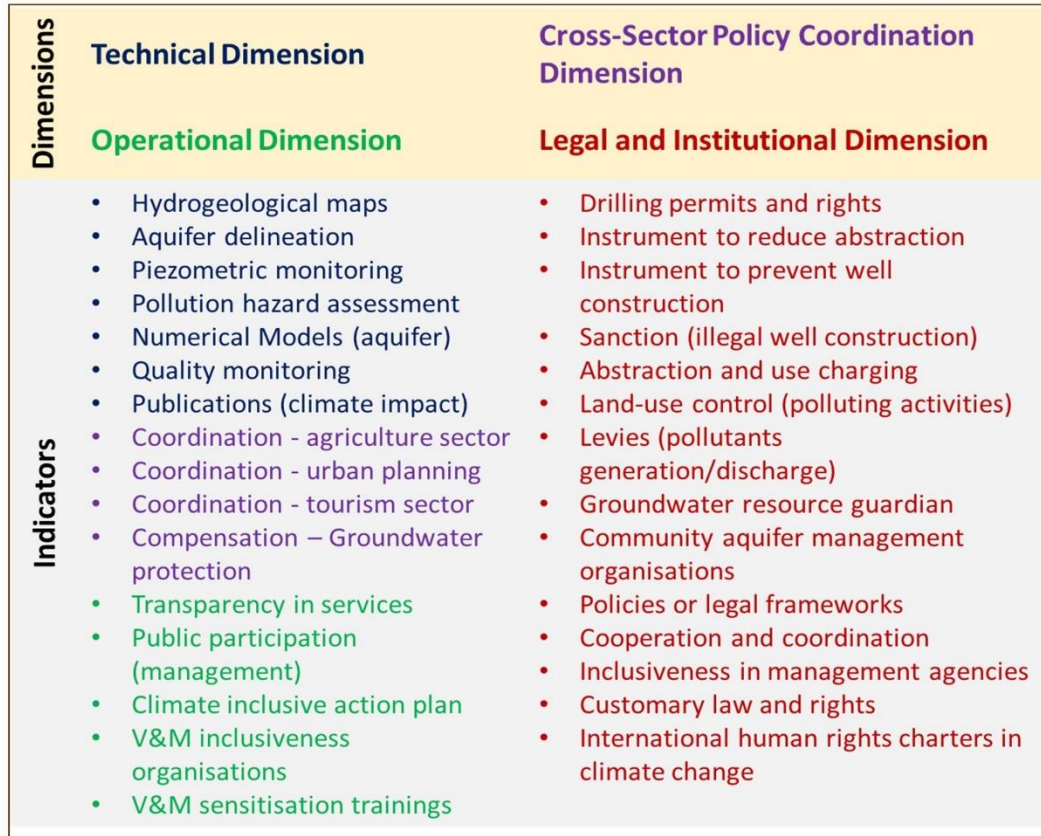 Dimensions
Technical Dimension
Cross-Sector Policy Coordination
Dimension
Operational Dimension
Legal and Institutional Dimension
Indicators
• Hydrogeological maps
• Aquifer delineation
• Piezometric monitoring
• Pollution hazard assessment
• Numerical Models (aquifer)
• Quality monitoring
• Publications (climate impact)
• Coordination - agriculture sector
• Coordination - urban planning
• Coordination - tourism sector
• Compensation – Groundwater
protection
• Transparency in services
• Public participation
(management)
• Climate inclusive action plan
• V&M inclusiveness
organisations
• V&M sensitisation trainings
• Drilling permits and rights
• Instrument to reduce abstraction
• Instrument to prevent well
construction
• Sanction (illegal well construction)
• Abstraction and use charging
• Land-use control (polluting activities)
• Levies (pollutants
generation/discharge)
• Groundwater resource guardian
• Community aquifer management
organisations
• Policies or legal frameworks
• Cooperation and coordination
• Inclusiveness in management agencies
• Customary law and rights
• International human rights charters in
climate change